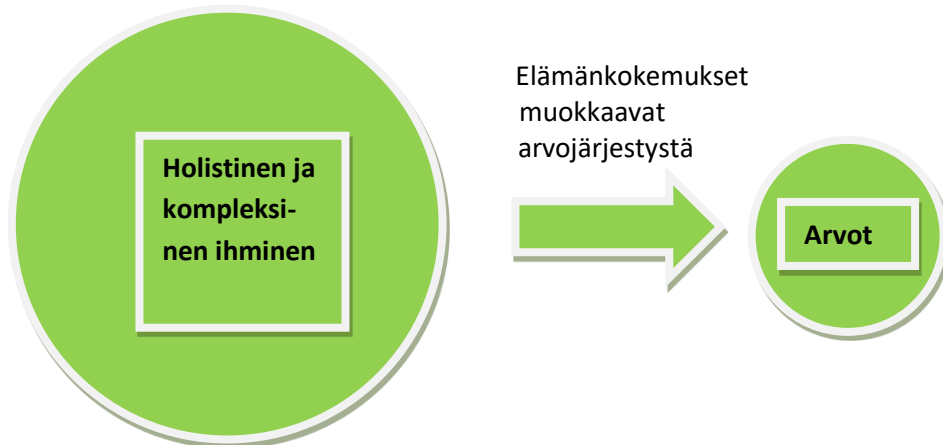 Holistinen ja
kompleksi-
nen ihminen
Elämänkokemukset
muokkaavat
arvojärjestystä
Arvot